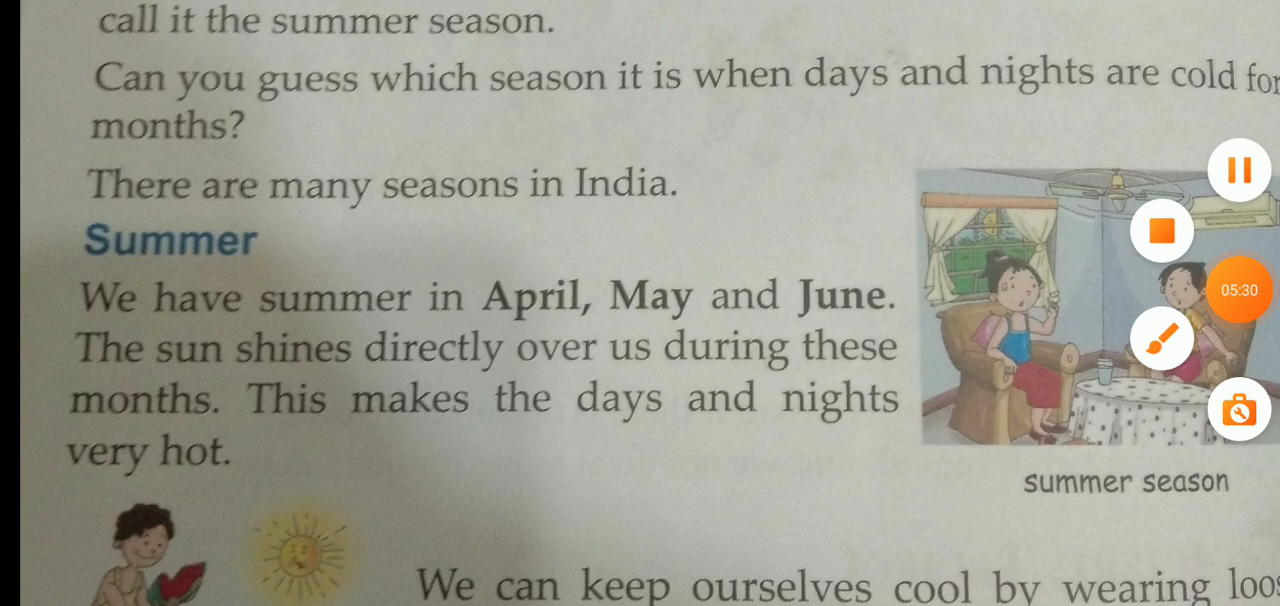 call it the summer season.
Can you guess which season it is when days and nights are cold for
months?
There are many seasons in India.
Summer
We have summer in April, May and June.
The sun shines directly over us during these
months. This makes the days and nights
very hot.
05:30
summer season
We can keep ourselves cool by wearing